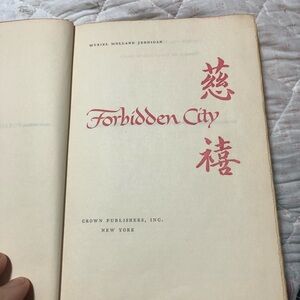 MURIEL MOLLAND JERNIGAN
慈
Forbidden City
禧
CROWN PUBLISHERS, INC.
NEW YORK